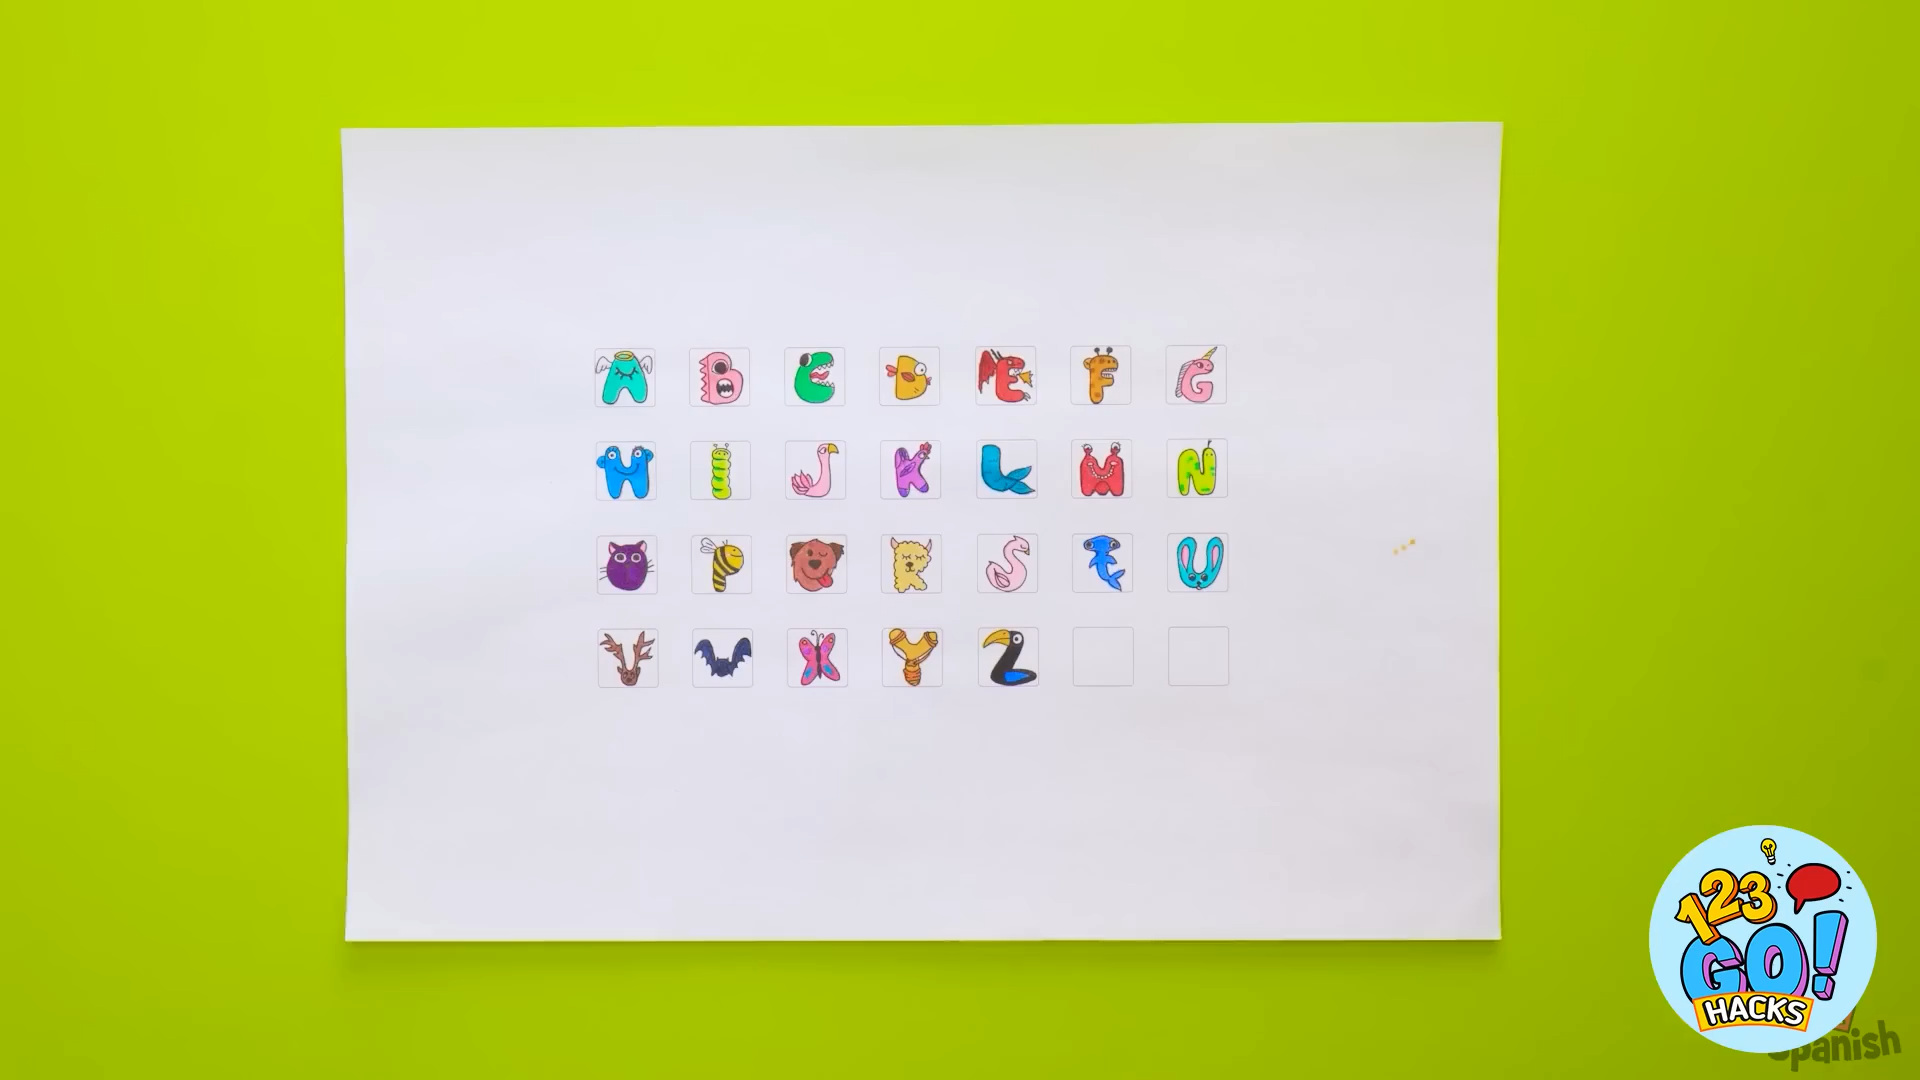 A B C D E F G
H I J K L M N
O P Q R S T U
V W X Y Z
123
GO!
HACKS
Spanish